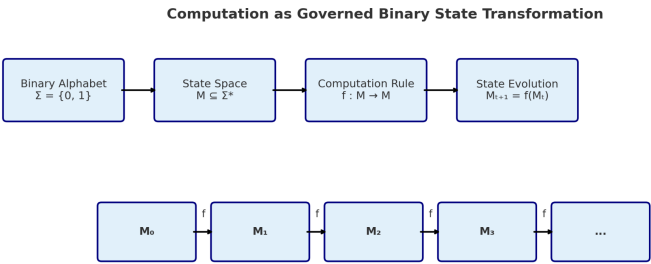 Computation as Governed Binary State Transformation
Binary Alphabet
Σ = {0, 1}
State Space
M ⊆ Σ*
Computation Rule
f : M → M
State Evolution
Mₜ₊₁ = f(Mₜ)
M₀
f
M₁
f
M₂
f
M₃
f
...